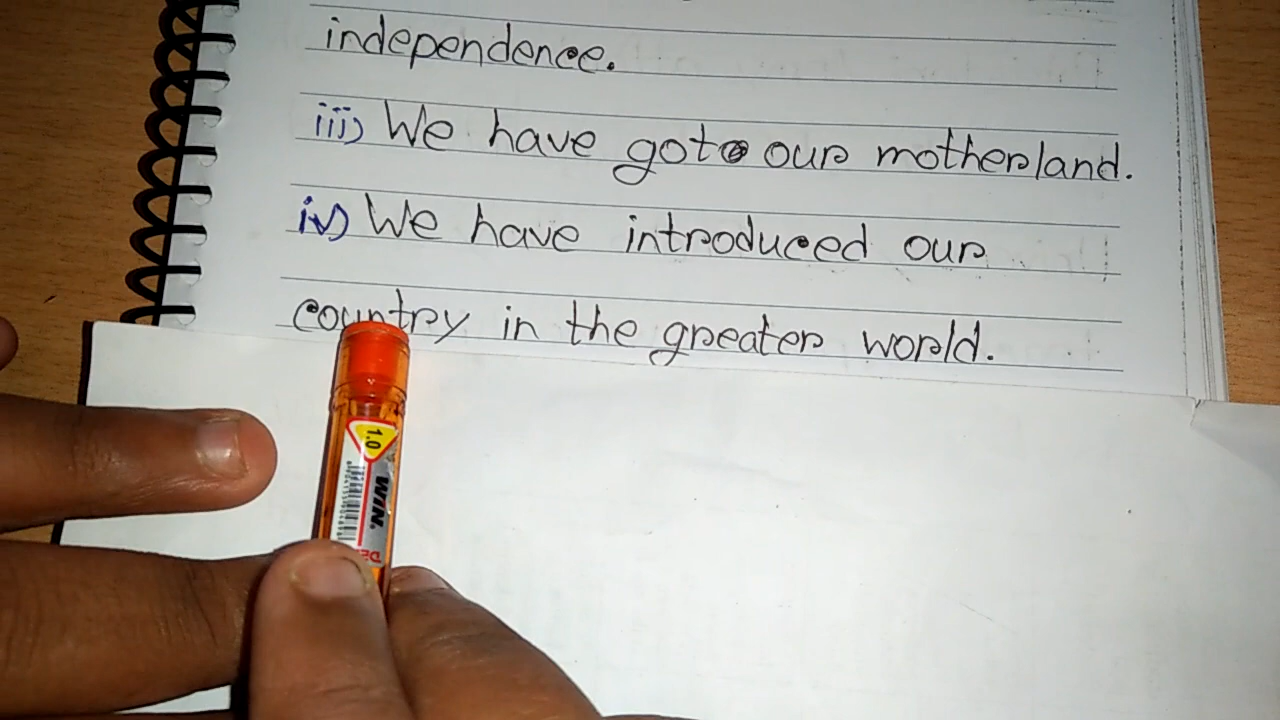 independence.
iii) We have got our motherland.
iv) We have introduced our
country in the greater world.
1.0
WIN.